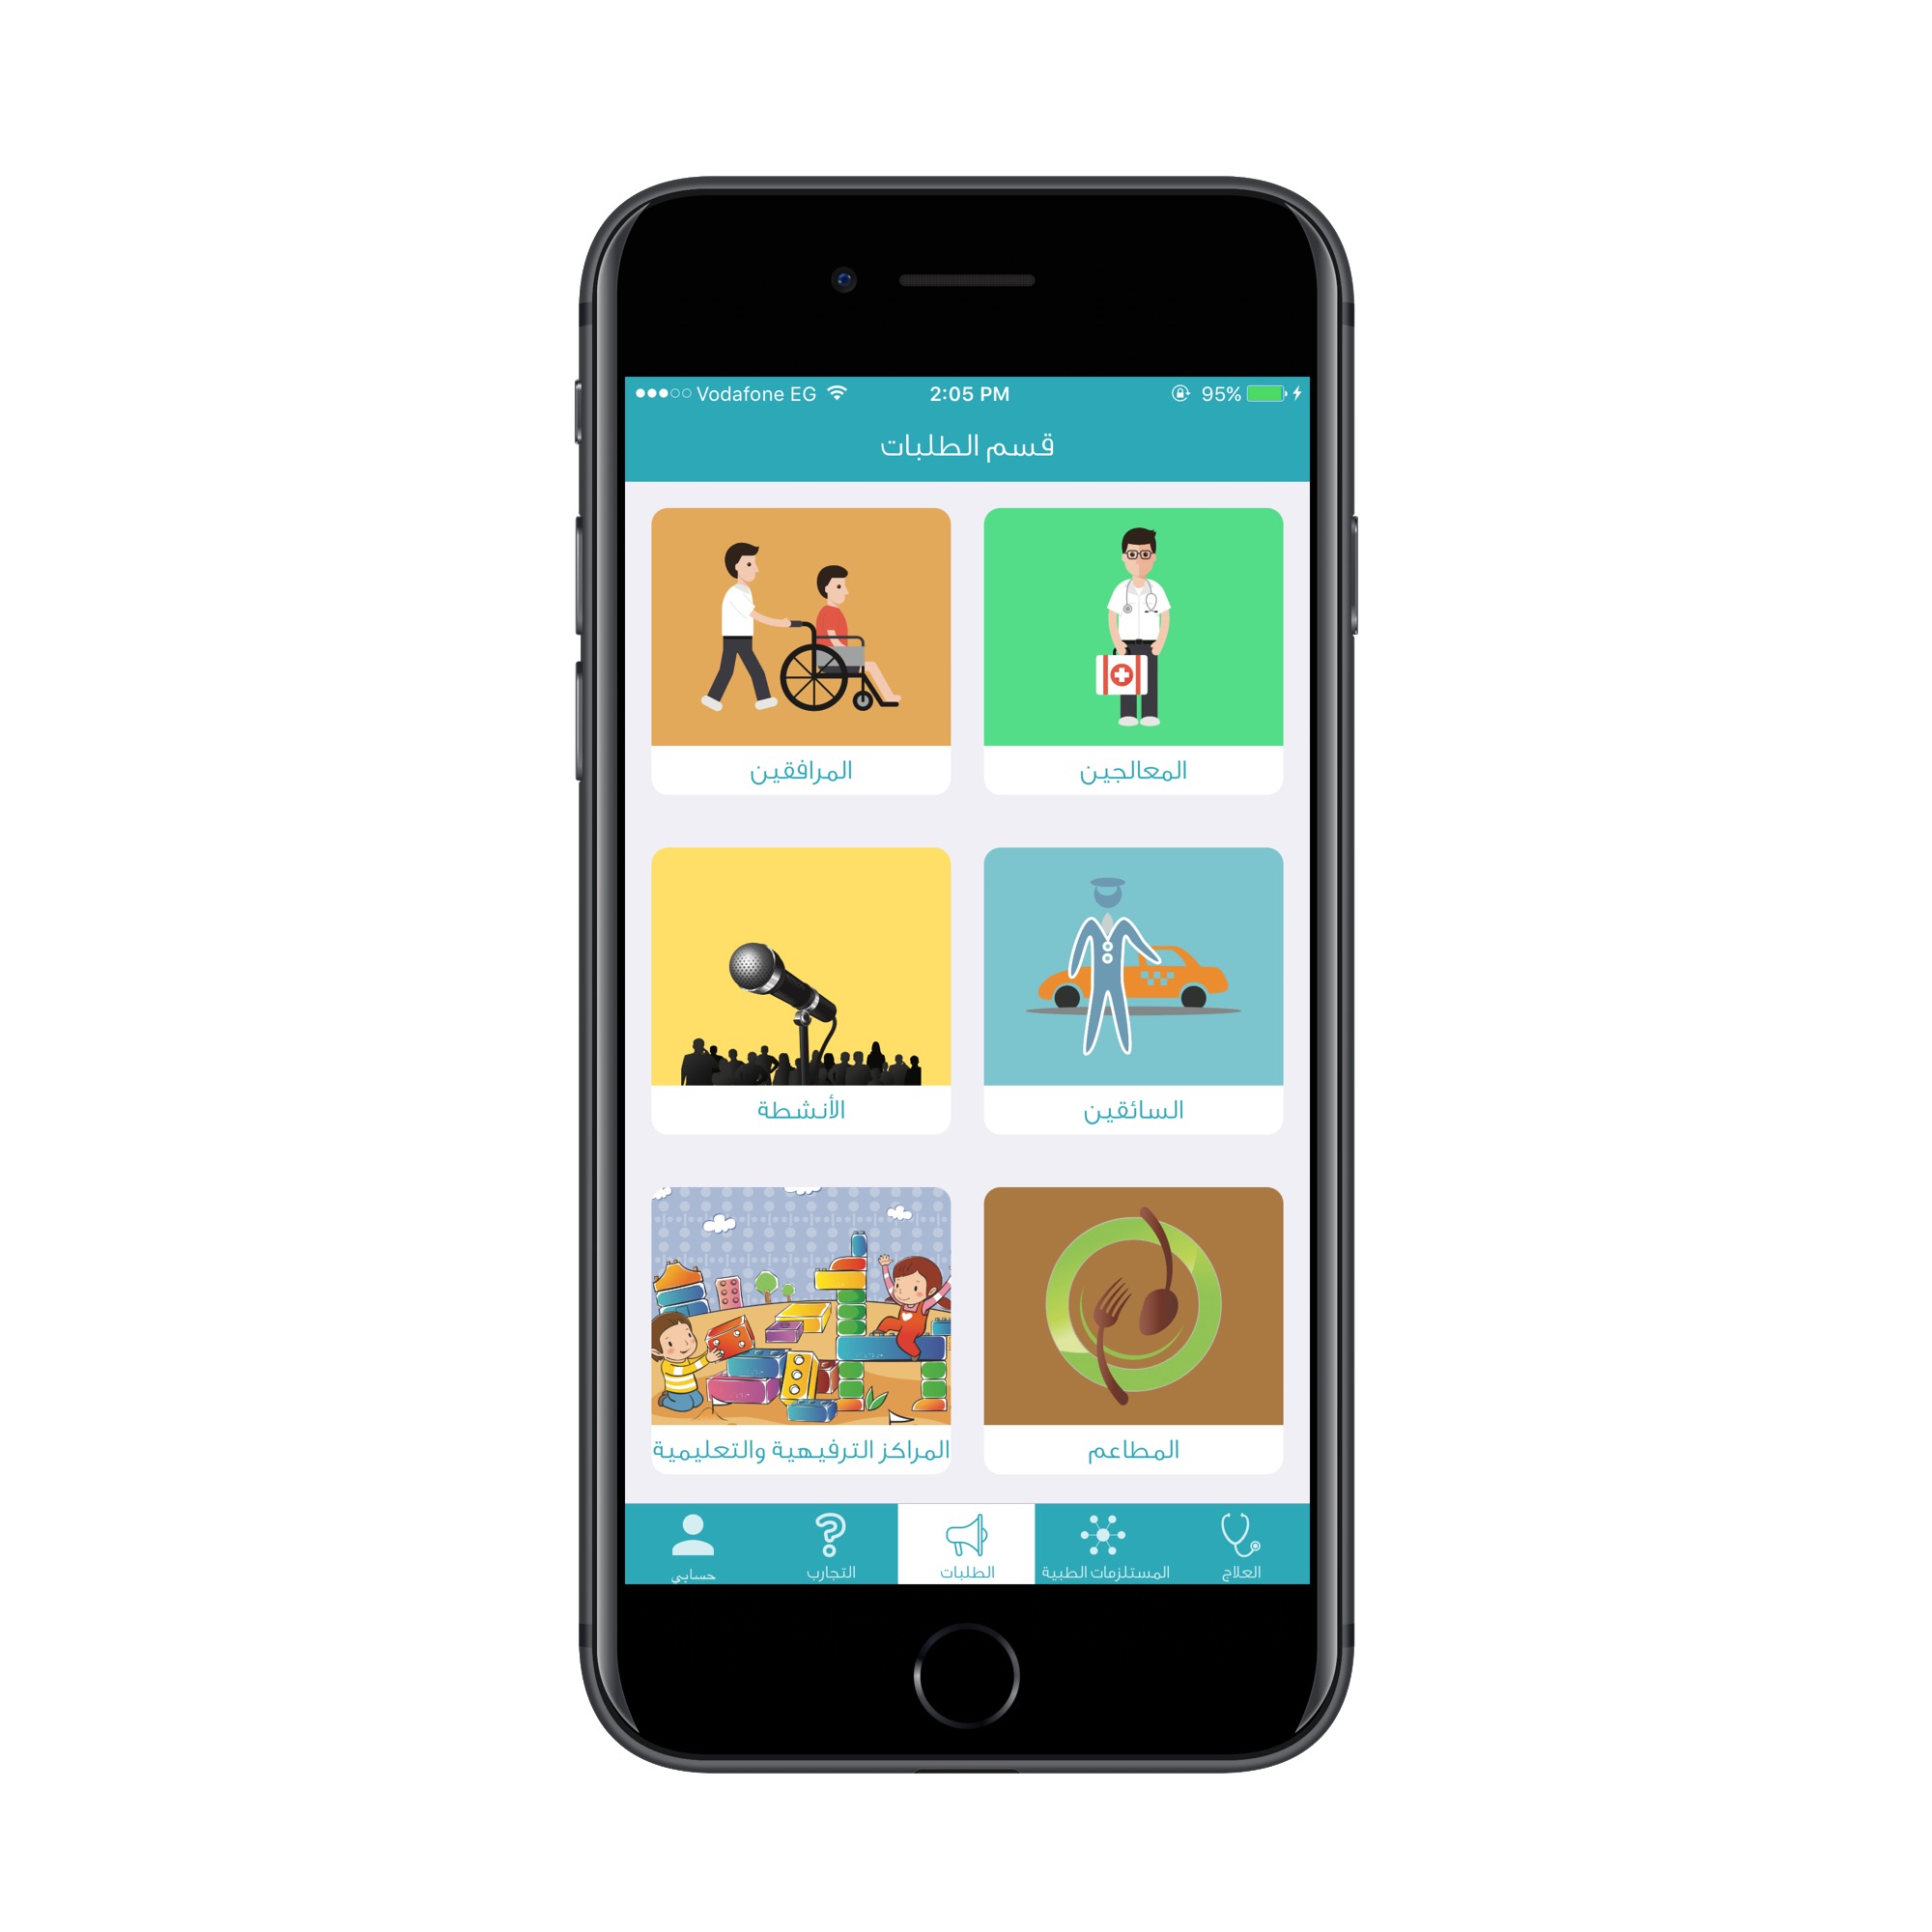 Vodafone EG 2:05 PM 95%
قسم الطلبات
المعالجين
المرافقين
السائقين
الأنشطة
المطاعم
المراكز الترفيهية والتعليمية
العلاج
المستلزمات الطبية
الطلبات
التجارب
حسابي